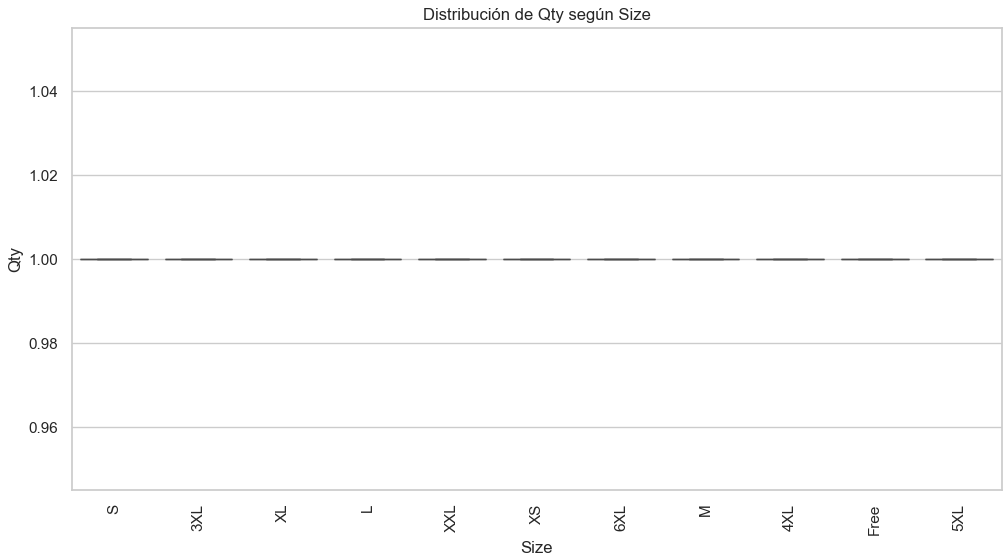 Distribución de Qty según Size
1.04
1.02
1.00
0.98
0.96
Qty
S
3XL
XL
L
XXL
XS
6XL
M
4XL
Free
5XL
Size